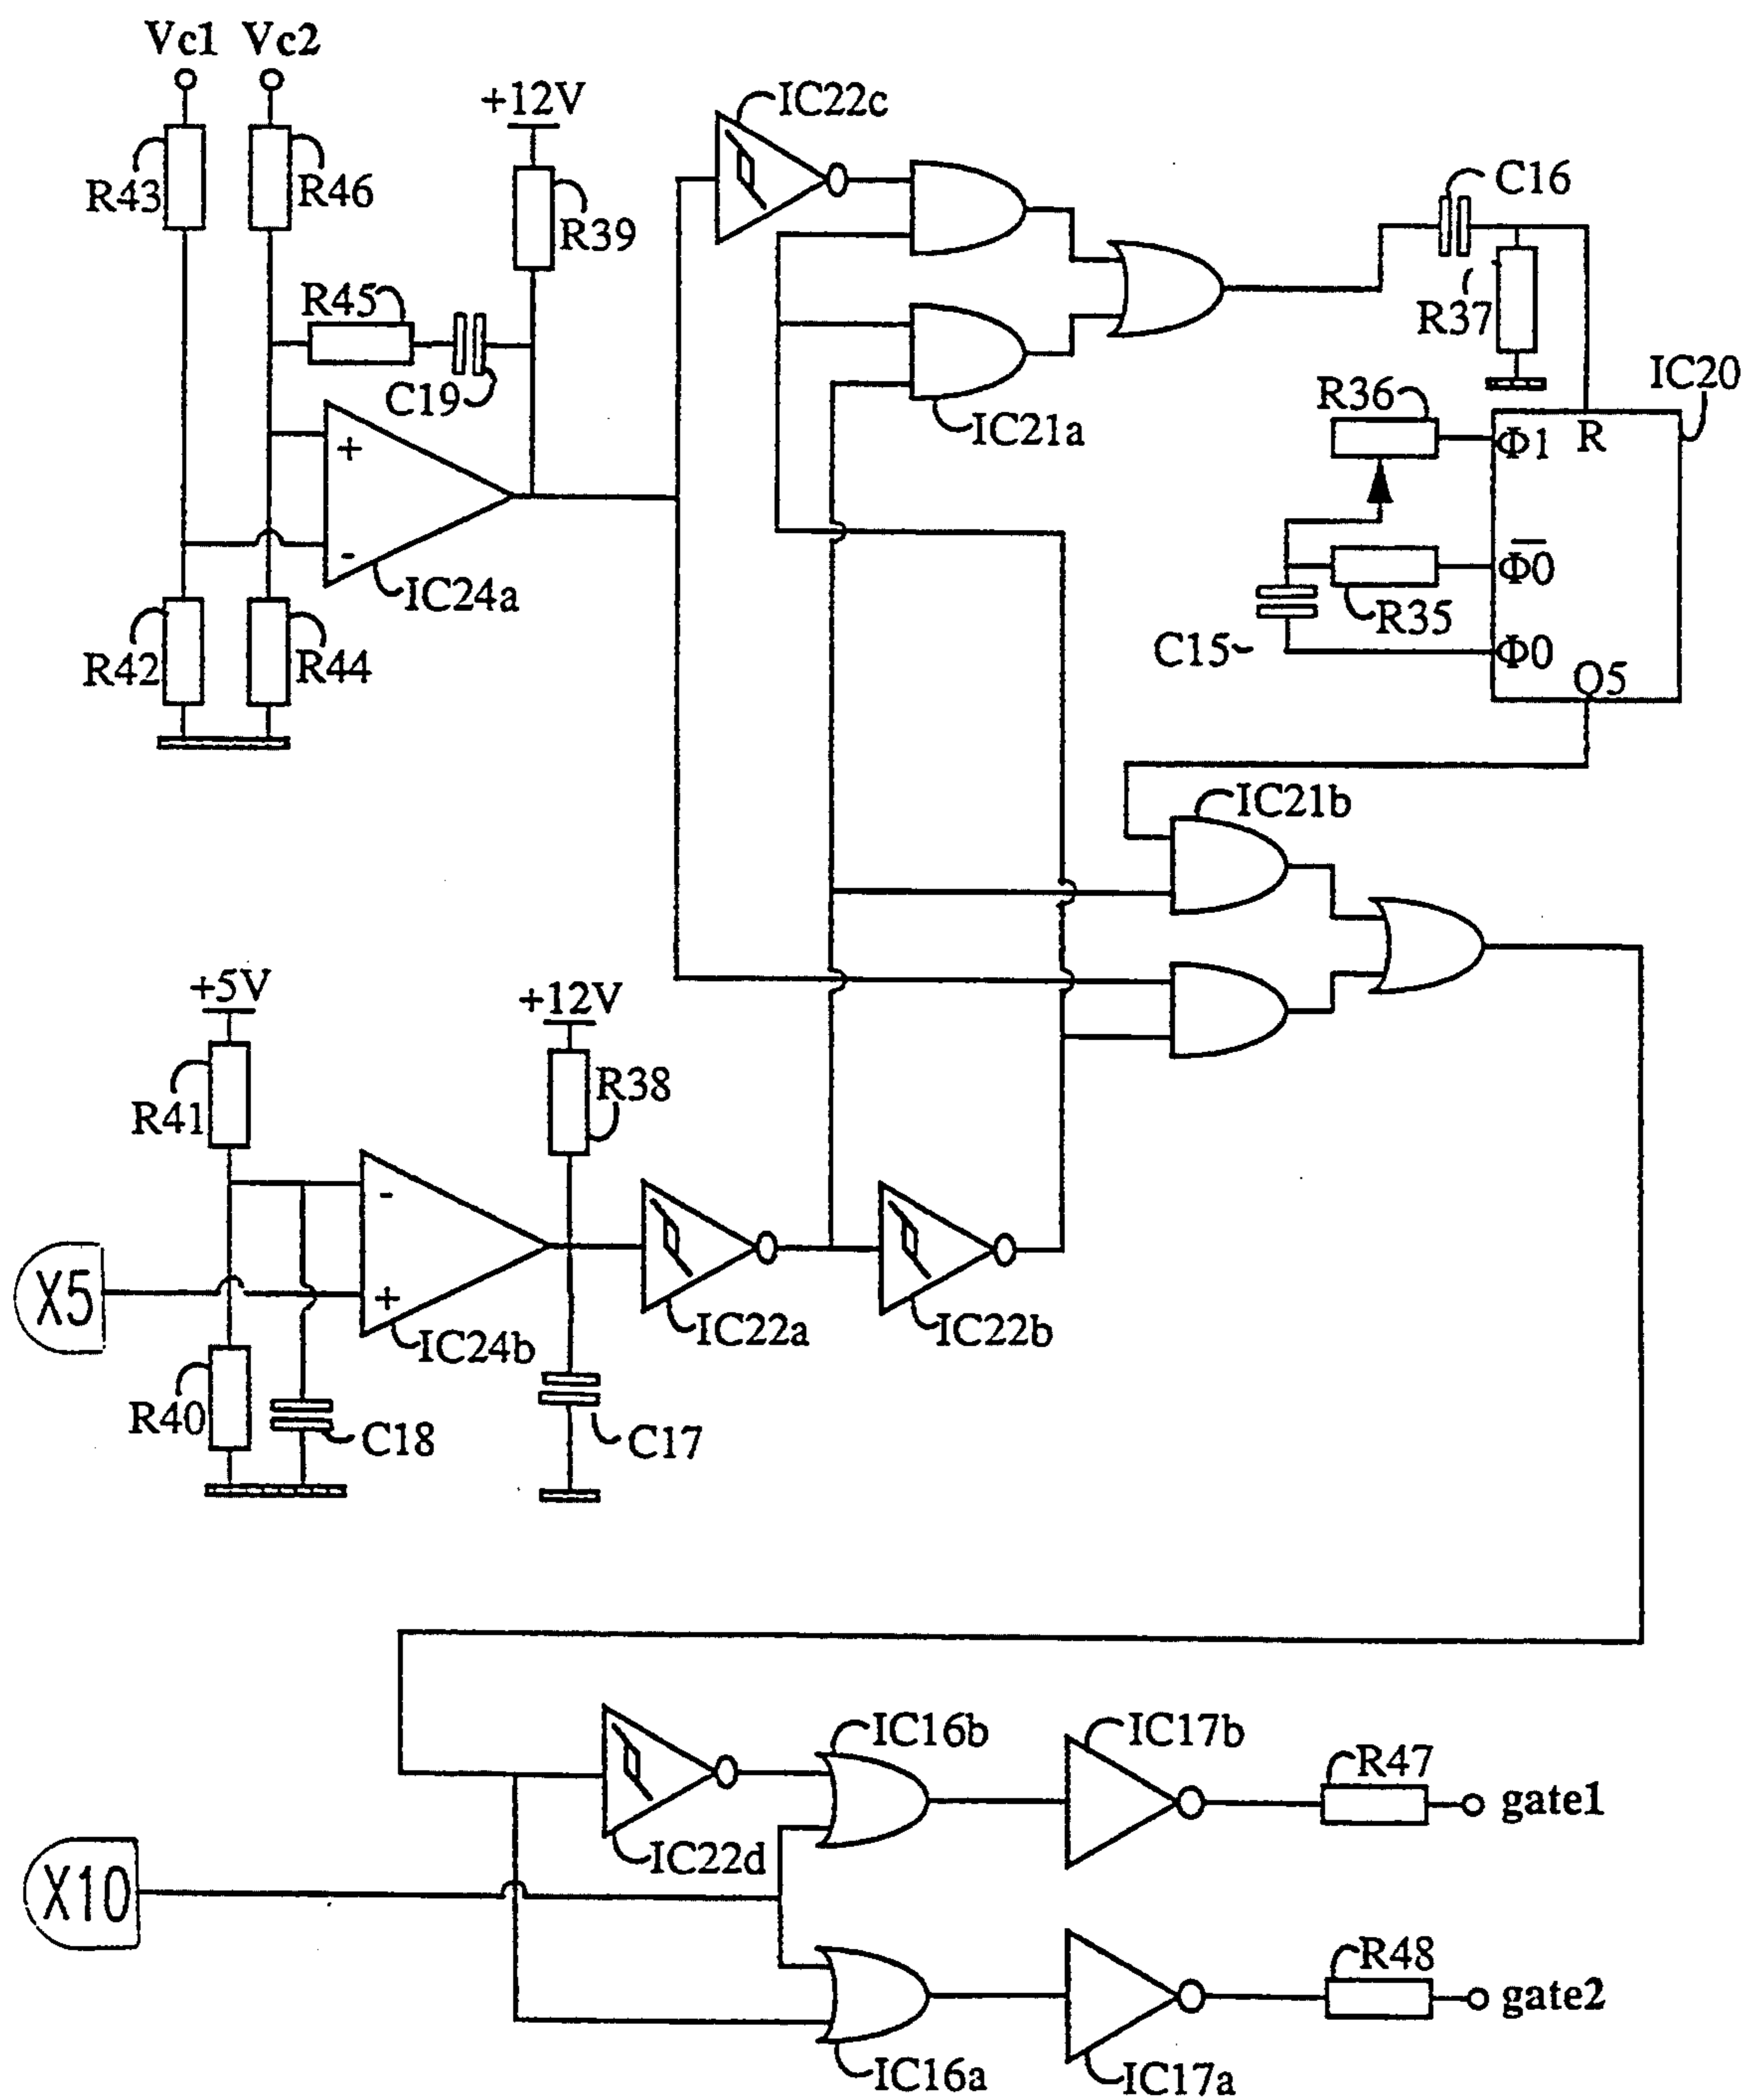 Vc1 Vc2
+12V
IC22c
R43
R46
R39
C16
R45
C19
R37
IC21a
IC20
R36
Φ1 R
+
-
IC24a
Φ0
R35
R42
R44
C15
Φ0
Q5
IC21b
+5V
+12V
R41
R38
-
X5
+
IC24b
IC22a
IC22b
R40
C18
C17
IC16b
IC17b
R47
gate1
IC22d
X10
R48
gate2
IC16a
IC17a